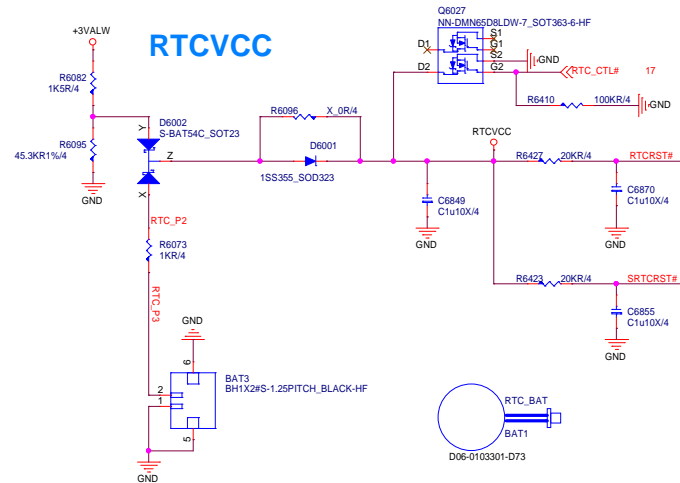 RTCVCC
+3VALW
R6082
1K5R/4
R6095
45.3KR1%/4
GND
D6002
S-BAT54C_SOT23
Y
Z
X
RTC_P2
R6073
1KR/4
RTC_P3
R6096
X_0R/4
D6001
1SS355_SOD323
Q6027
NN-DMN65D8LDW-7_SOT363-6-HF
D1
S1
G1
S2
D2
G2
GND
RTC_CTL#
17
R6410
100KR/4
GND
RTCVCC
R6427
20KR/4
RTCRST#
C6849
C1u10X/4
GND
C6870
C1u10X/4
GND
R6423
20KR/4
SRTCRST#
C6855
C1u10X/4
GND
GND
6
BAT3
BH1X2#S-1.25PITCH_BLACK-HF
2
1
5
GND
RTC_BAT
BAT1
D06-0103301-D73